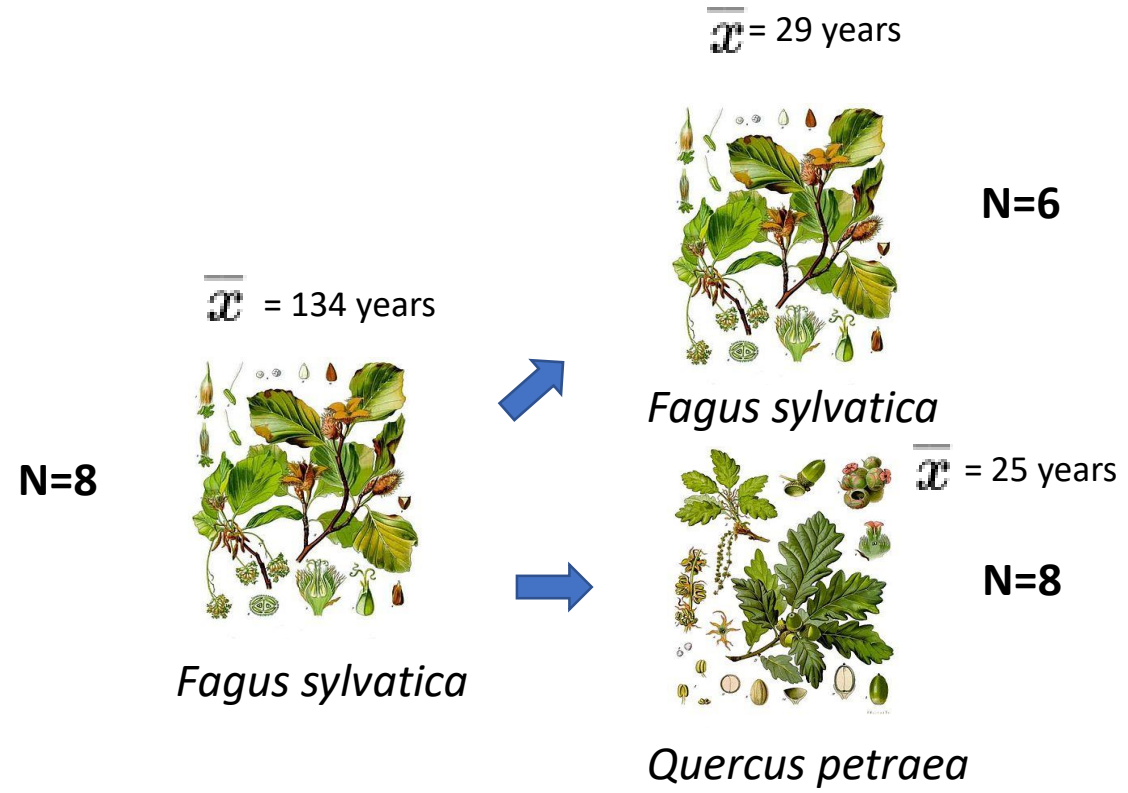 x̅ = 29 years
N=6
Fagus sylvatica
x̅ = 134 years
N=8
Fagus sylvatica
x̅ = 25 years
N=8
Quercus petraea